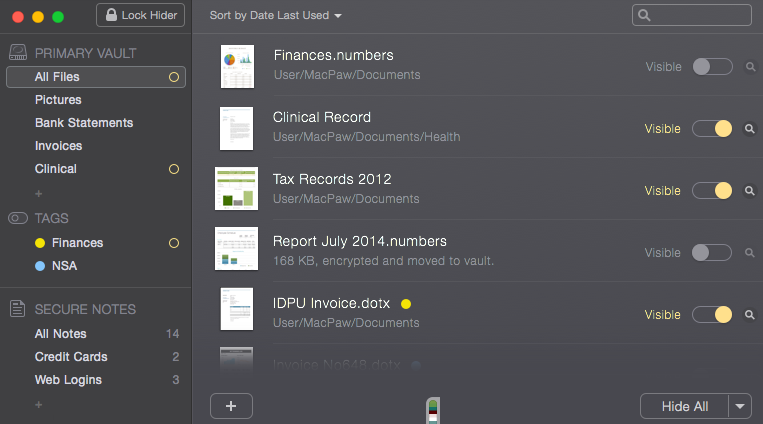 Lock Hider
Sort by Date Last Used
PRIMARY VAULT
All Files
Pictures
Bank Statements
Invoices
Clinical
+
TAGS
Finances
NSA
SECURE NOTES
All Notes 14
Credit Cards 2
Web Logins 3
+
Finances.numbers
User/MacPaw/Documents
Visible
Clinical Record
User/MacPaw/Documents/Health
Visible
Tax Records 2012
User/MacPaw/Documents
Visible
Report July 2014.numbers
168 KB, encrypted and moved to vault.
Visible
IDPU Invoice.dotx
User/MacPaw/Documents
Visible
Invoice No648.dotx
+
Hide All